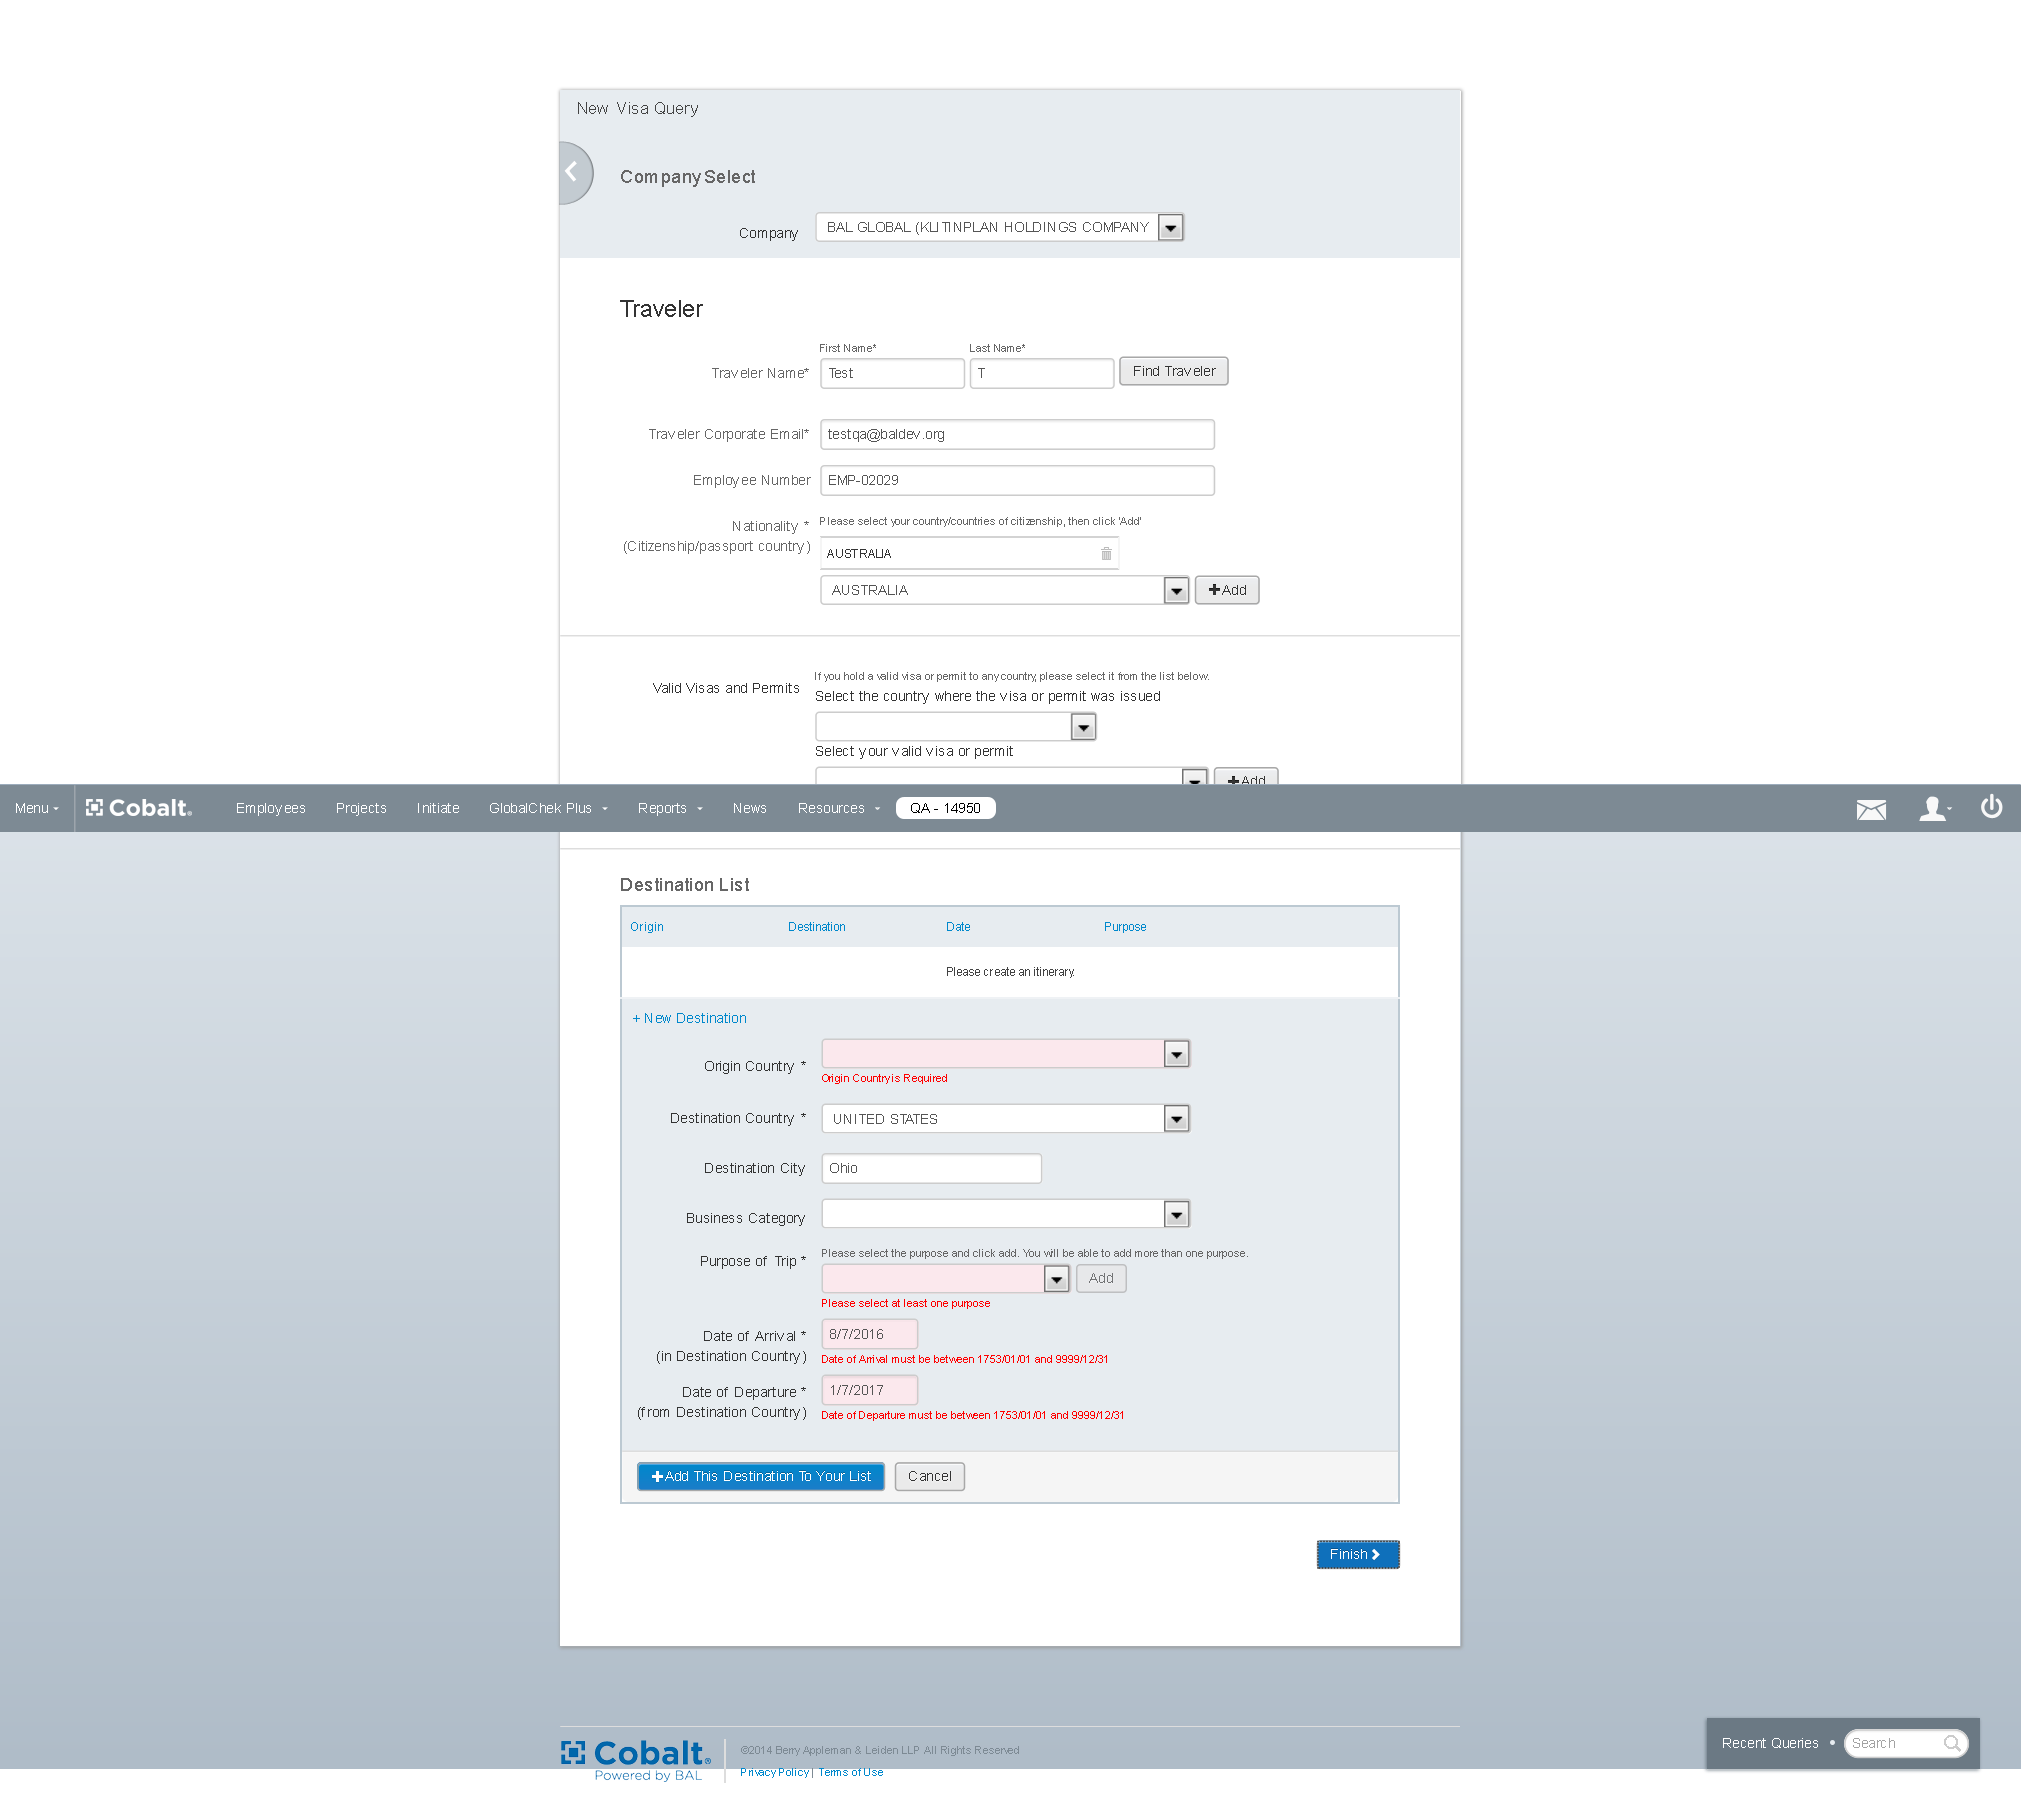 New Visa Query
Company Select
Company BAL GLOBAL (KLITINPLAN HOLDINGS COMPANY
Traveler
First Name* Last Name*
Traveler Name* Test T Find Traveler
Traveler Corporate Email* testqa@baldev.org
Employee Number EMP-02029
Nationality * Please select your country/countries of citizenship, then click 'Add'
(Citizenship/passport country) AUSTRALIA
AUSTRALIA Add
If you hold a valid visa or permit to any country, please select it from the list below.
Valid Visas and Permits Select the country where the visa or permit was issued
Select your valid visa or permit
Add
Menu Cobalt. Employees Projects Initiate GlobalChek Plus Reports News Resources QA - 14950
Destination List
Origin Destination Date Purpose
Please create an itinerary.
+ New Destination
Origin Country *
Origin Country is Required
Destination Country * UNITED STATES
Destination City Ohio
Business Category
Purpose of Trip * Please select the purpose and click add. You will be able to add more than one purpose.
Add
Please select at least one purpose
Date of Arrival * 8/7/2016
(in Destination Country) Date of Arrival must be between 1753/01/01 and 9999/12/31
Date of Departure * 1/7/2017
(from Destination Country) Date of Departure must be between 1753/01/01 and 9999/12/31
Add This Destination To Your List Cancel
Finish
Recent Queries • Search
Cobalt. ©2014 Berry Appleman & Leiden LLP All Rights Reserved
Powered by BAL Privacy Policy | Terms of Use